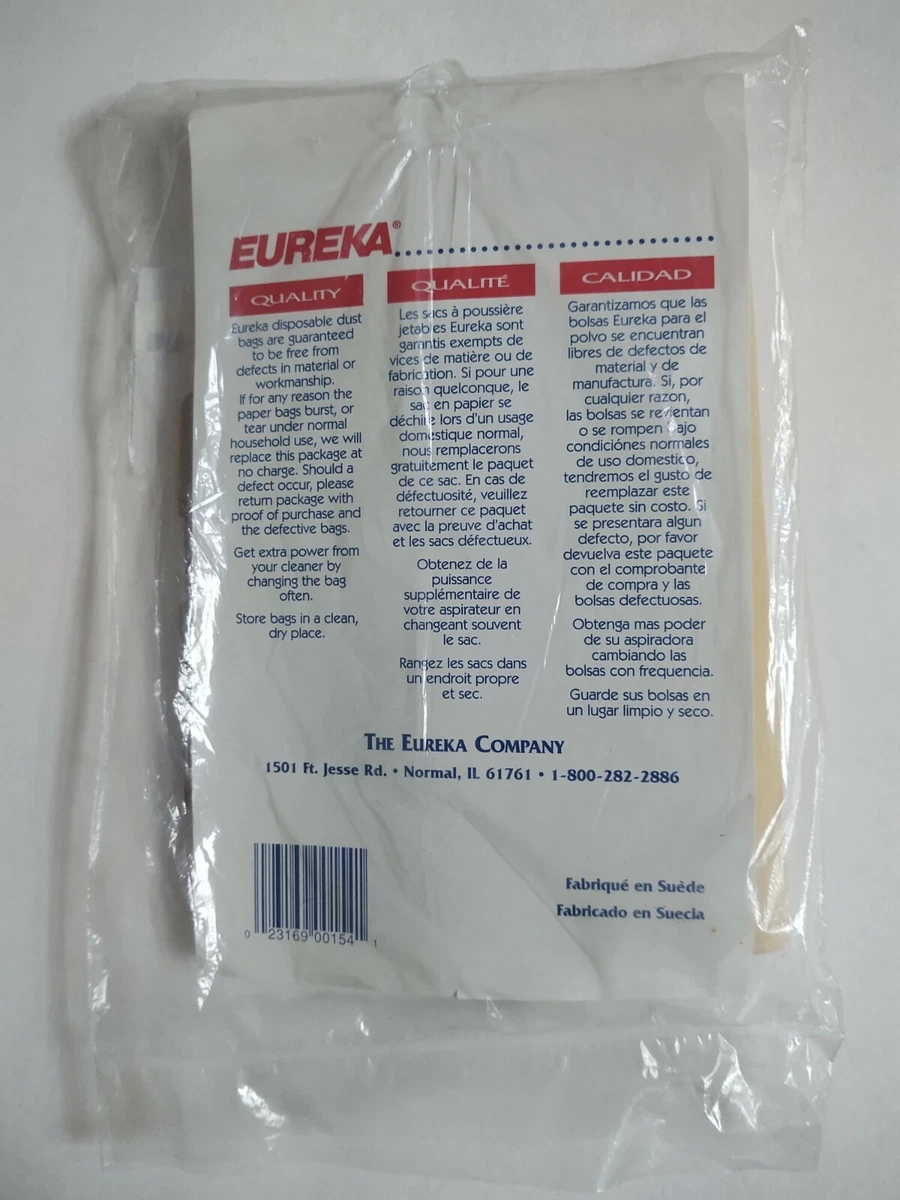 EUREKA®
QUALITY
Eureka disposable dust
bags are guaranteed
to be free from
defects in material or
workmanship.
If for any reason the
paper bags burst, or
tear under normal
household use, we will
replace this package at
no charge. Should a
defect occur, please
return package with
proof of purchase and
the defective bags.
Get extra power from
your cleaner by
changing the bag
often.
Store bags in a clean,
dry place.
QUALITÉ
Les sacs à poussière
jetables Eureka sont
garantis exempts de
vices de matière ou de
fabrication. Si pour une
raison quelconque, le
sac en papier se
déchire lors d'un usage
domestique normal,
nous remplacerons
gratuitement le paquet
de ce sac. En cas de
défectuosité, veuillez
retourner ce paquet
avec la preuve d'achat
et les sacs défectueux.
Obtenez de la
puissance
supplémentaire de
votre aspirateur en
changeant souvent
le sac.
Rangez les sacs dans
un endroit propre
et sec.
CALIDAD
Garantizamos que las
bolsas Eureka para el
polvo se encuentran
libres de defectos de
material y de
manufactura. Si, por
cualquier razon,
las bolsas se revientan
o se rompen bajo
condiciónes normales
de uso domestico,
tendremos el gusto de
reemplazar este
paquete sin costo. Si
se presentara algun
defecto, por favor
devuelva este paquete
con el comprobante
de compra y las
bolsas defectuosas.
Obtenga mas poder
de su aspiradora
cambiando las
bolsas con frequencia.
Guarde sus bolsas en
un lugar limpio y seco.
THE EUREKA COMPANY
1501 Ft. Jesse Rd. • Normal, IL 61761 • 1-800-282-2886
Fabriqué en Suède
Fabricado en Suecia
0 23169 00154 1